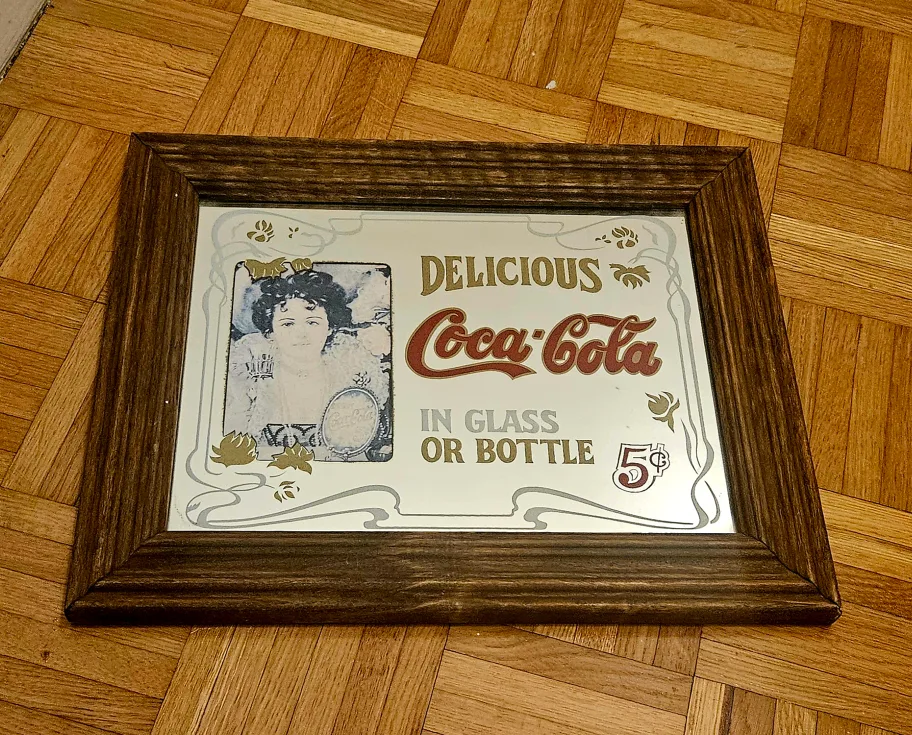 DELICIOUS
Coca-Cola
IN GLASS
OR BOTTLE
5¢